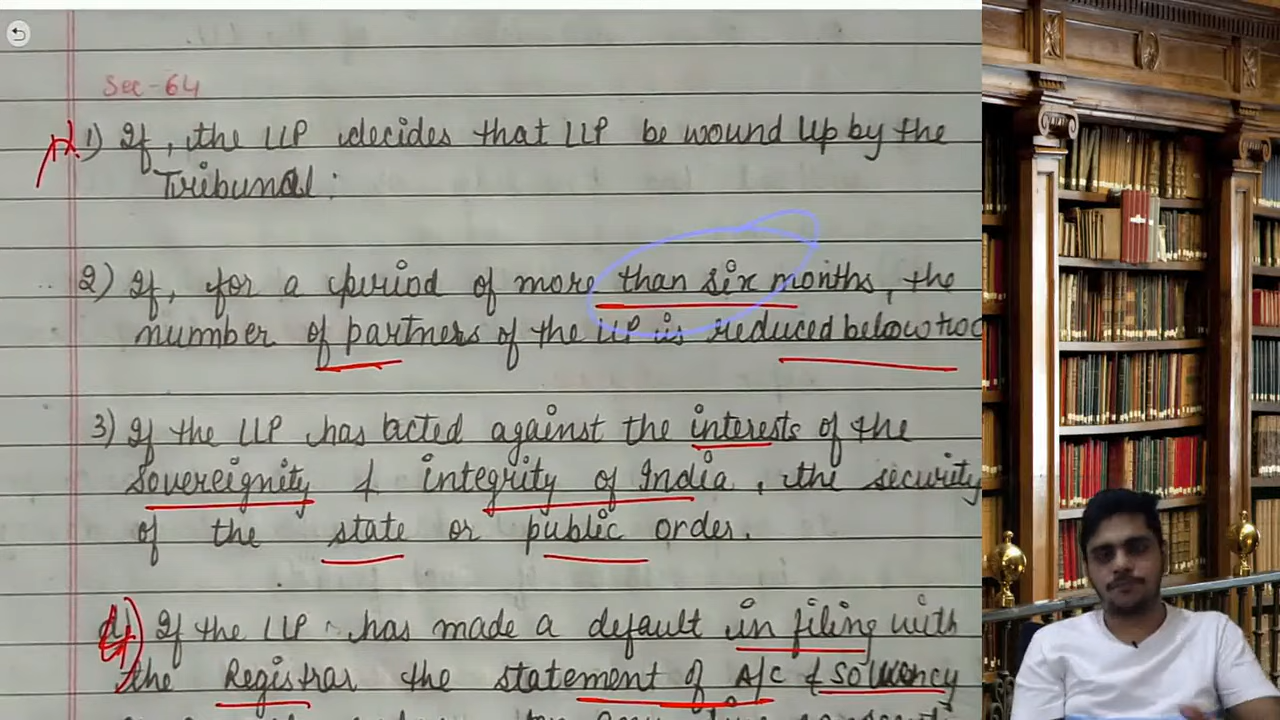 Sec-64
1) If, the LLP decides that LLP be wound up by the
Tribunal:
2) If, for a period of more than six months, the
number of partners of the LLP is reduced below two
3) If the LLP has acted against the interests of the
Sovereignity & integrity of India, the security
of the state or public order.
4) If the LLP has made a default in filing with
the Registrar the statement of A/C & solvency